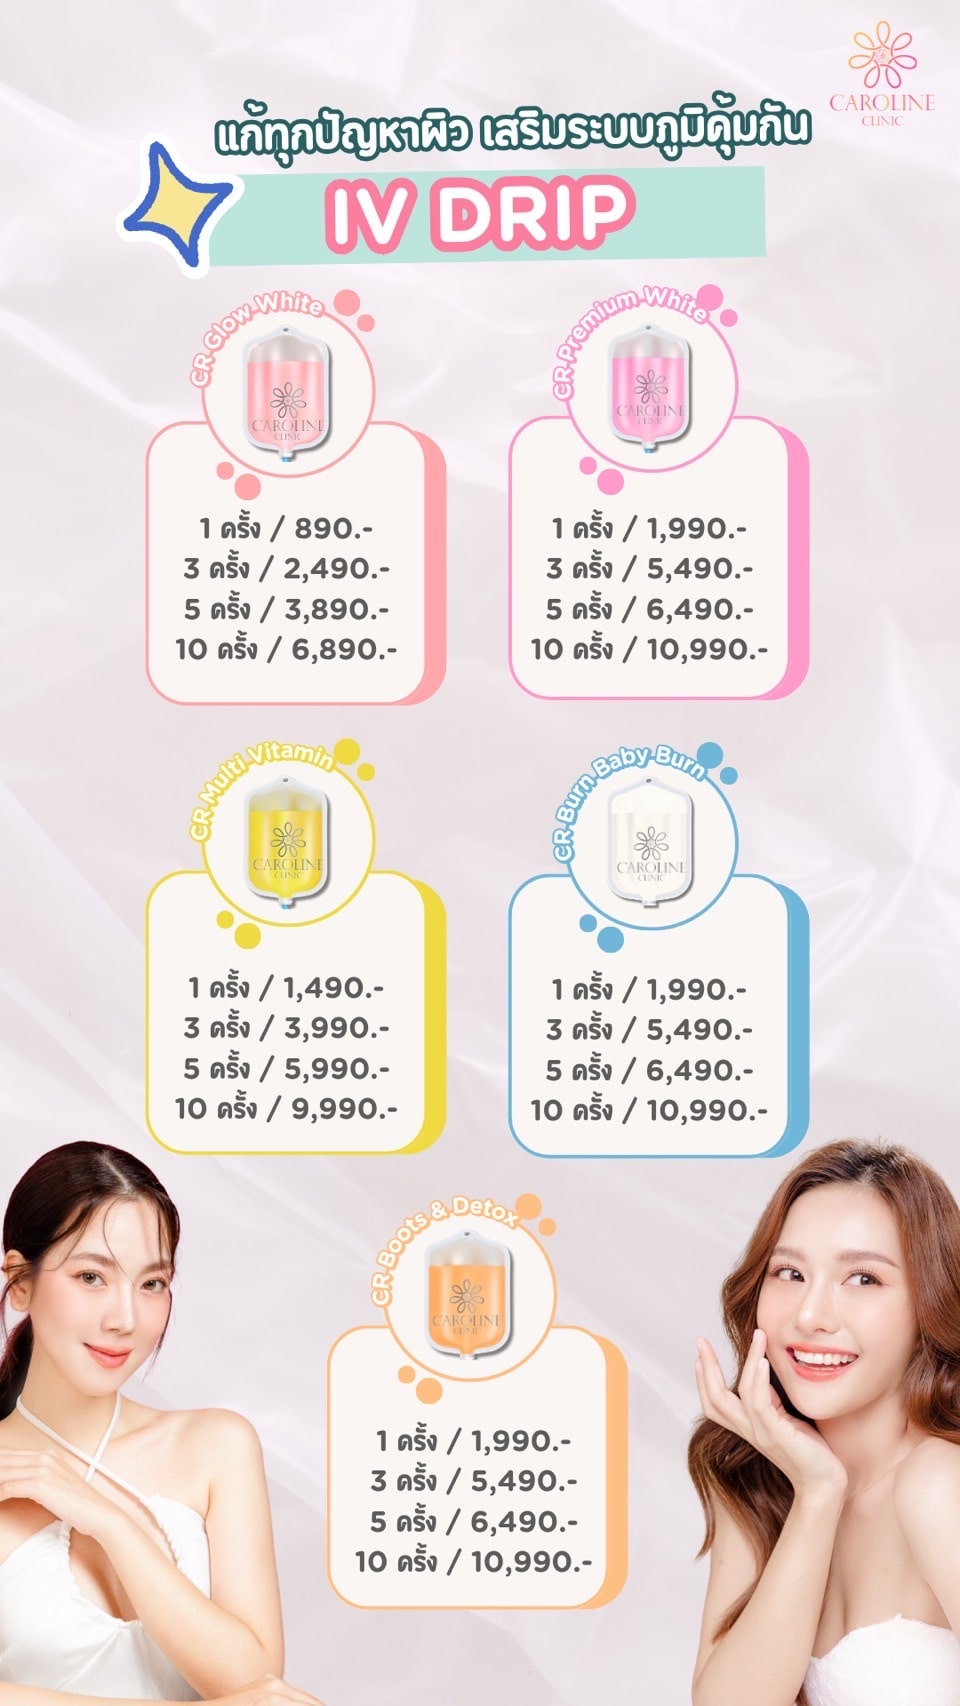 CAROLINE
CLINIC
แก้ทุกปัญหาผิว เสริมระบบภูมิคุ้มกัน
IV DRIP
CR Glow White
CAROLINE
CLINIC
1 ครั้ง / 890.-
3 ครั้ง / 2,490.-
5 ครั้ง / 3,890.-
10 ครั้ง / 6,890.-
CR Premium White
CAROLINE
CLINIC
1 ครั้ง / 1,990.-
3 ครั้ง / 5,490.-
5 ครั้ง / 6,490.-
10 ครั้ง / 10,990.-
CR Multi Vitamin
CAROLINE
CLINIC
1 ครั้ง / 1,490.-
3 ครั้ง / 3,990.-
5 ครั้ง / 5,990.-
10 ครั้ง / 9,990.-
CR Burn Baby Burn
CAROLINE
CLINIC
1 ครั้ง / 1,990.-
3 ครั้ง / 5,490.-
5 ครั้ง / 6,490.-
10 ครั้ง / 10,990.-
CR Boots & Detox
CAROLINE
CLINIC
1 ครั้ง / 1,990.-
3 ครั้ง / 5,490.-
5 ครั้ง / 6,490.-
10 ครั้ง / 10,990.-